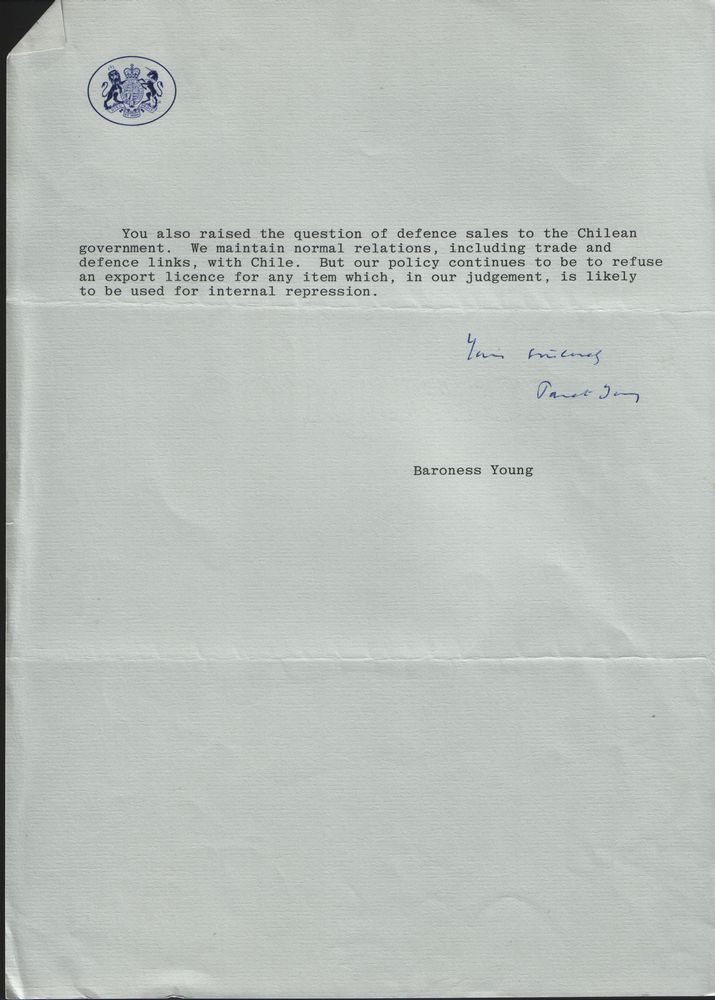 You also raised the question of defence sales to the Chilean
government. We maintain normal relations, including trade and
defence links, with Chile. But our policy continues to be to refuse
an export licence for any item which, in our judgement, is likely
to be used for internal repression.
Yours sincerely
Janet Young
Baroness Young